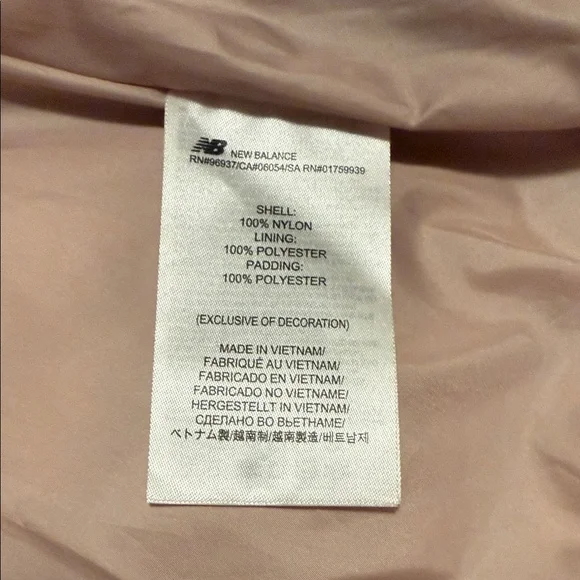 NB NEW BALANCE
RN#96937/CA#06054/SA RN#01759939
SHELL:
100% NYLON
LINING:
100% POLYESTER
PADDING:
100% POLYESTER
(EXCLUSIVE OF DECORATION)
MADE IN VIETNAM/
FABRIQUÉ AU VIETNAM/
FABRICADO EN VIETNAM/
FABRICADO NO VIETNAME/
HERGESTELLT IN VIETNAM/
СДЕЛАНО ВО ВЬЕТНАМЕ/
ベトナム製/越南制/越南製造/베트남제